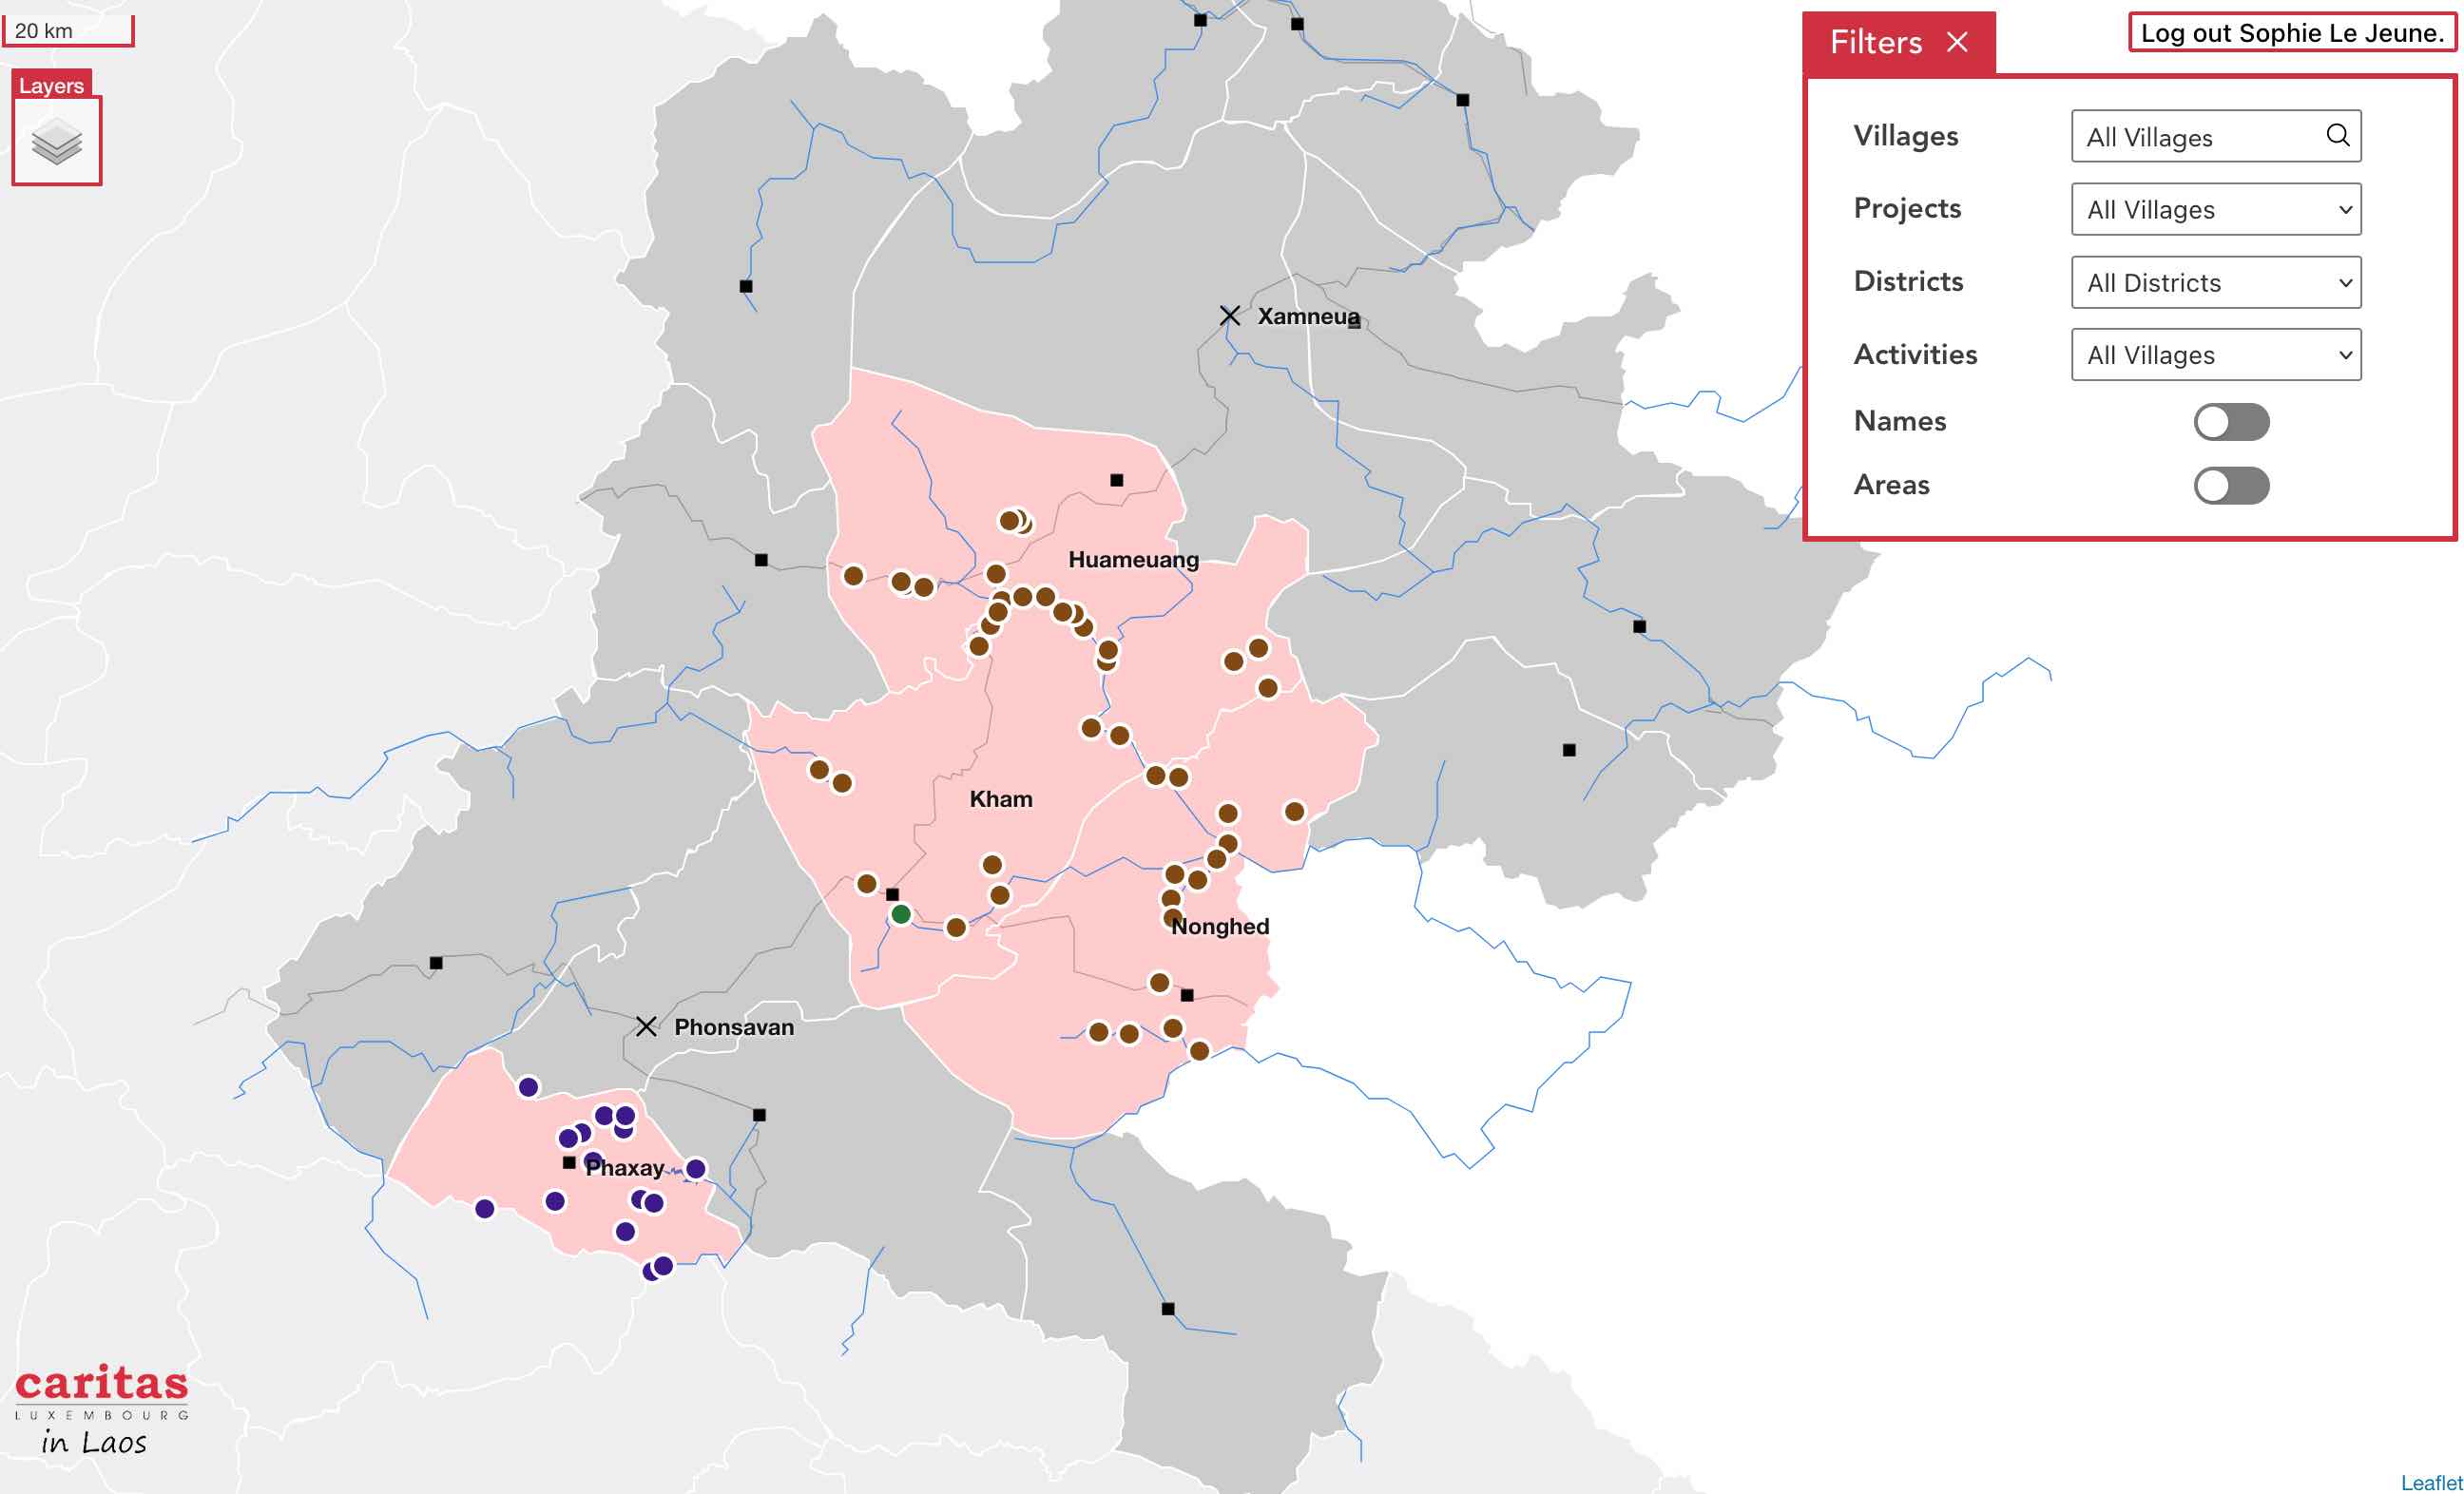 20 km
Layers
Filters
Log out Sophie Le Jeune.
Villages
All Villages
Projects
All Villages
Districts
All Districts
Activities
All Villages
Names
Areas
Xamneua
Huameuang
Kham
Nonghed
Phonsavan
Phaxay
caritas
LUXEMBOURG
in Laos
Leaflet